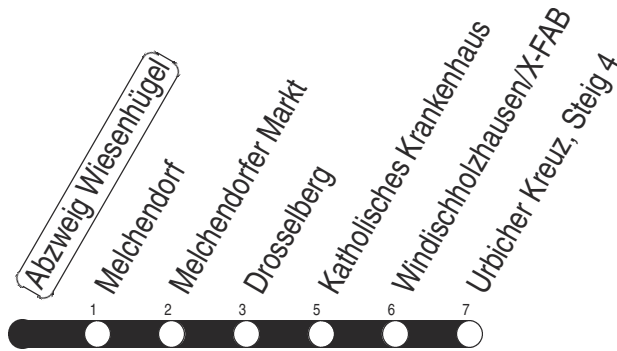 Abzweig Wiesenhügel
Melchendorf
Melchendorfer Markt
Drosselberg
Katholisches Krankenhaus
Windischholzhausen/X-FAB
Urbicher Kreuz, Steig 4
1 2 3 5 6 7